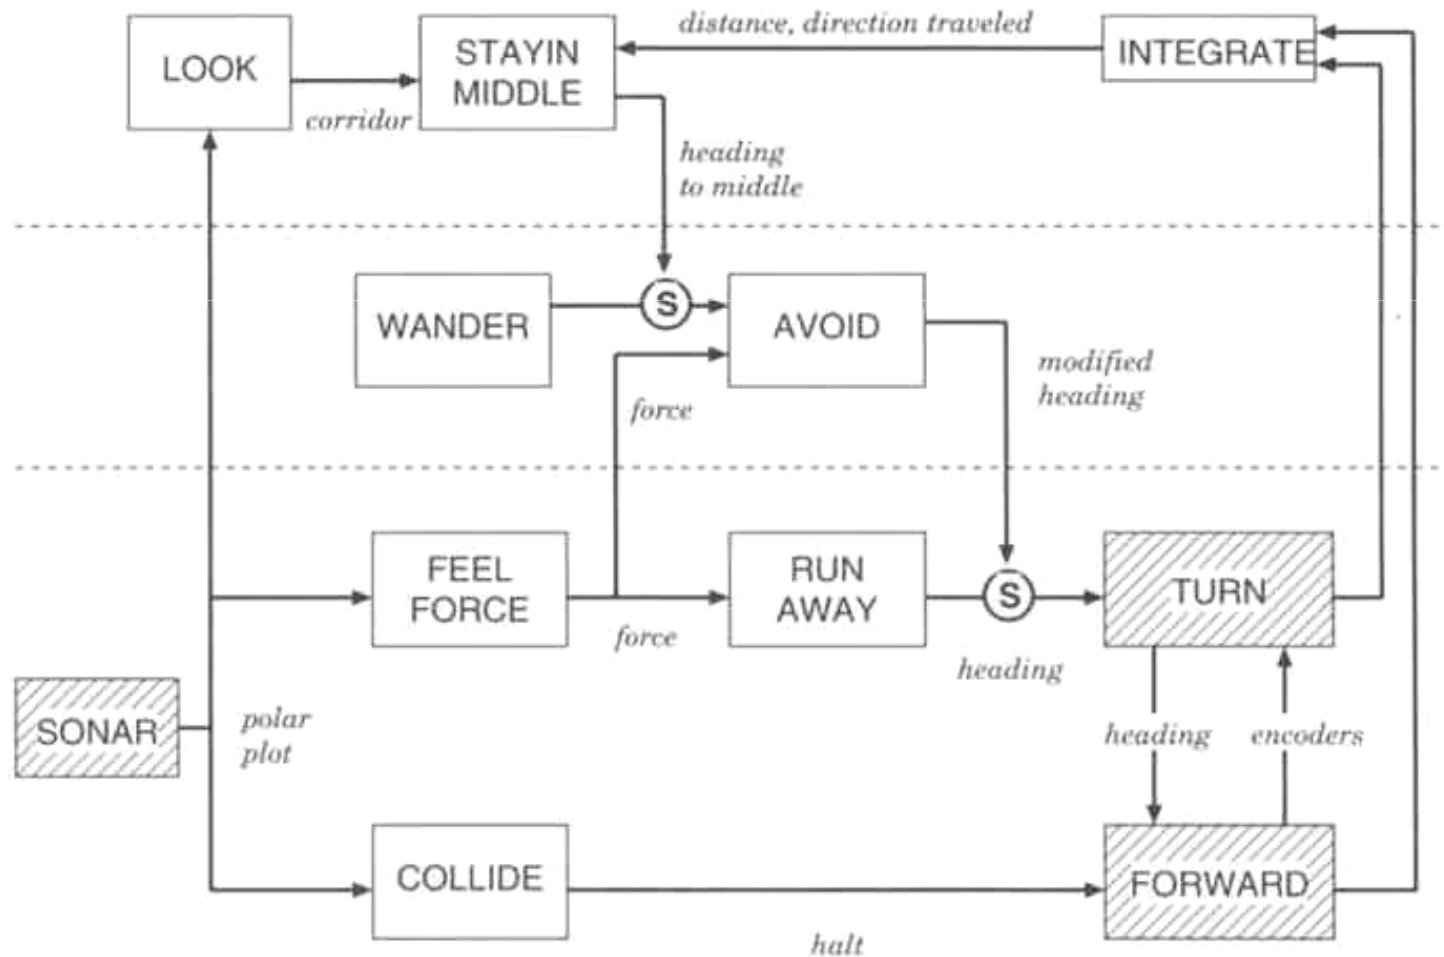 distance, direction traveled
LOOK
STAYIN
MIDDLE
INTEGRATE
corridor
heading
to middle
WANDER
S
AVOID
modified
heading
force
FEEL
FORCE
RUN
AWAY
S
TURN
force
heading
SONAR
polar
plot
heading
encoders
COLLIDE
FORWARD
halt